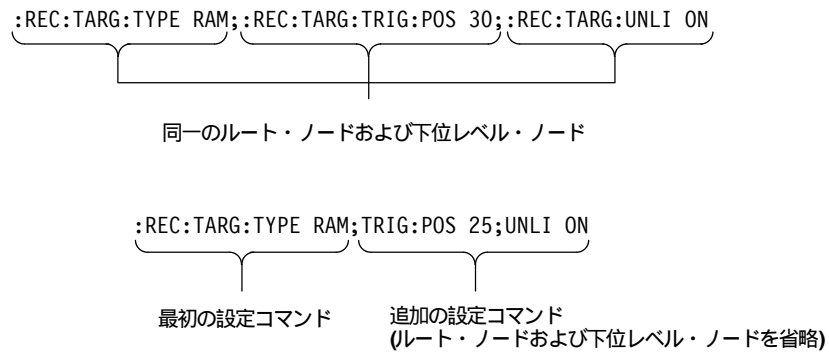 :REC:TARG:TYPE RAM;:REC:TARG:TRIG:POS 30;:REC:TARG:UNLI ON
同一のルート・ノードおよび下位レベル・ノード
:REC:TARG:TYPE RAM;TRIG:POS 25;UNLI ON
最初の設定コマンド
追加の設定コマンド
(ルート・ノードおよび下位レベル・ノードを省略)